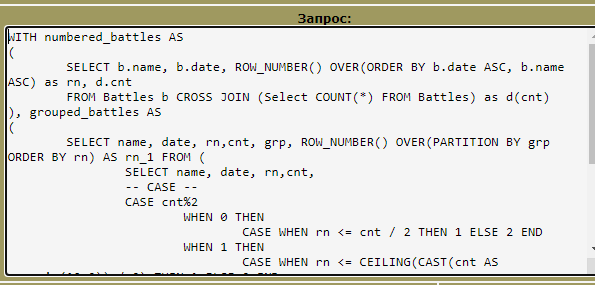 Запрос:
WITH numbered_battles AS
(
SELECT b.name, b.date, ROW_NUMBER() OVER(ORDER BY b.date ASC, b.name
ASC) as rn, d.cnt
FROM Battles b CROSS JOIN (Select COUNT(*) FROM Battles) as d(cnt)
), grouped_battles AS
(
SELECT name, date, rn,cnt, grp, ROW_NUMBER() OVER(PARTITION BY grp
ORDER BY rn) AS rn_1 FROM (
SELECT name, date, rn,cnt,
-- CASE --
CASE cnt%2
WHEN 0 THEN
CASE WHEN rn <= cnt / 2 THEN 1 ELSE 2 END
WHEN 1 THEN
CASE WHEN rn <= CEILING(CAST(cnt AS